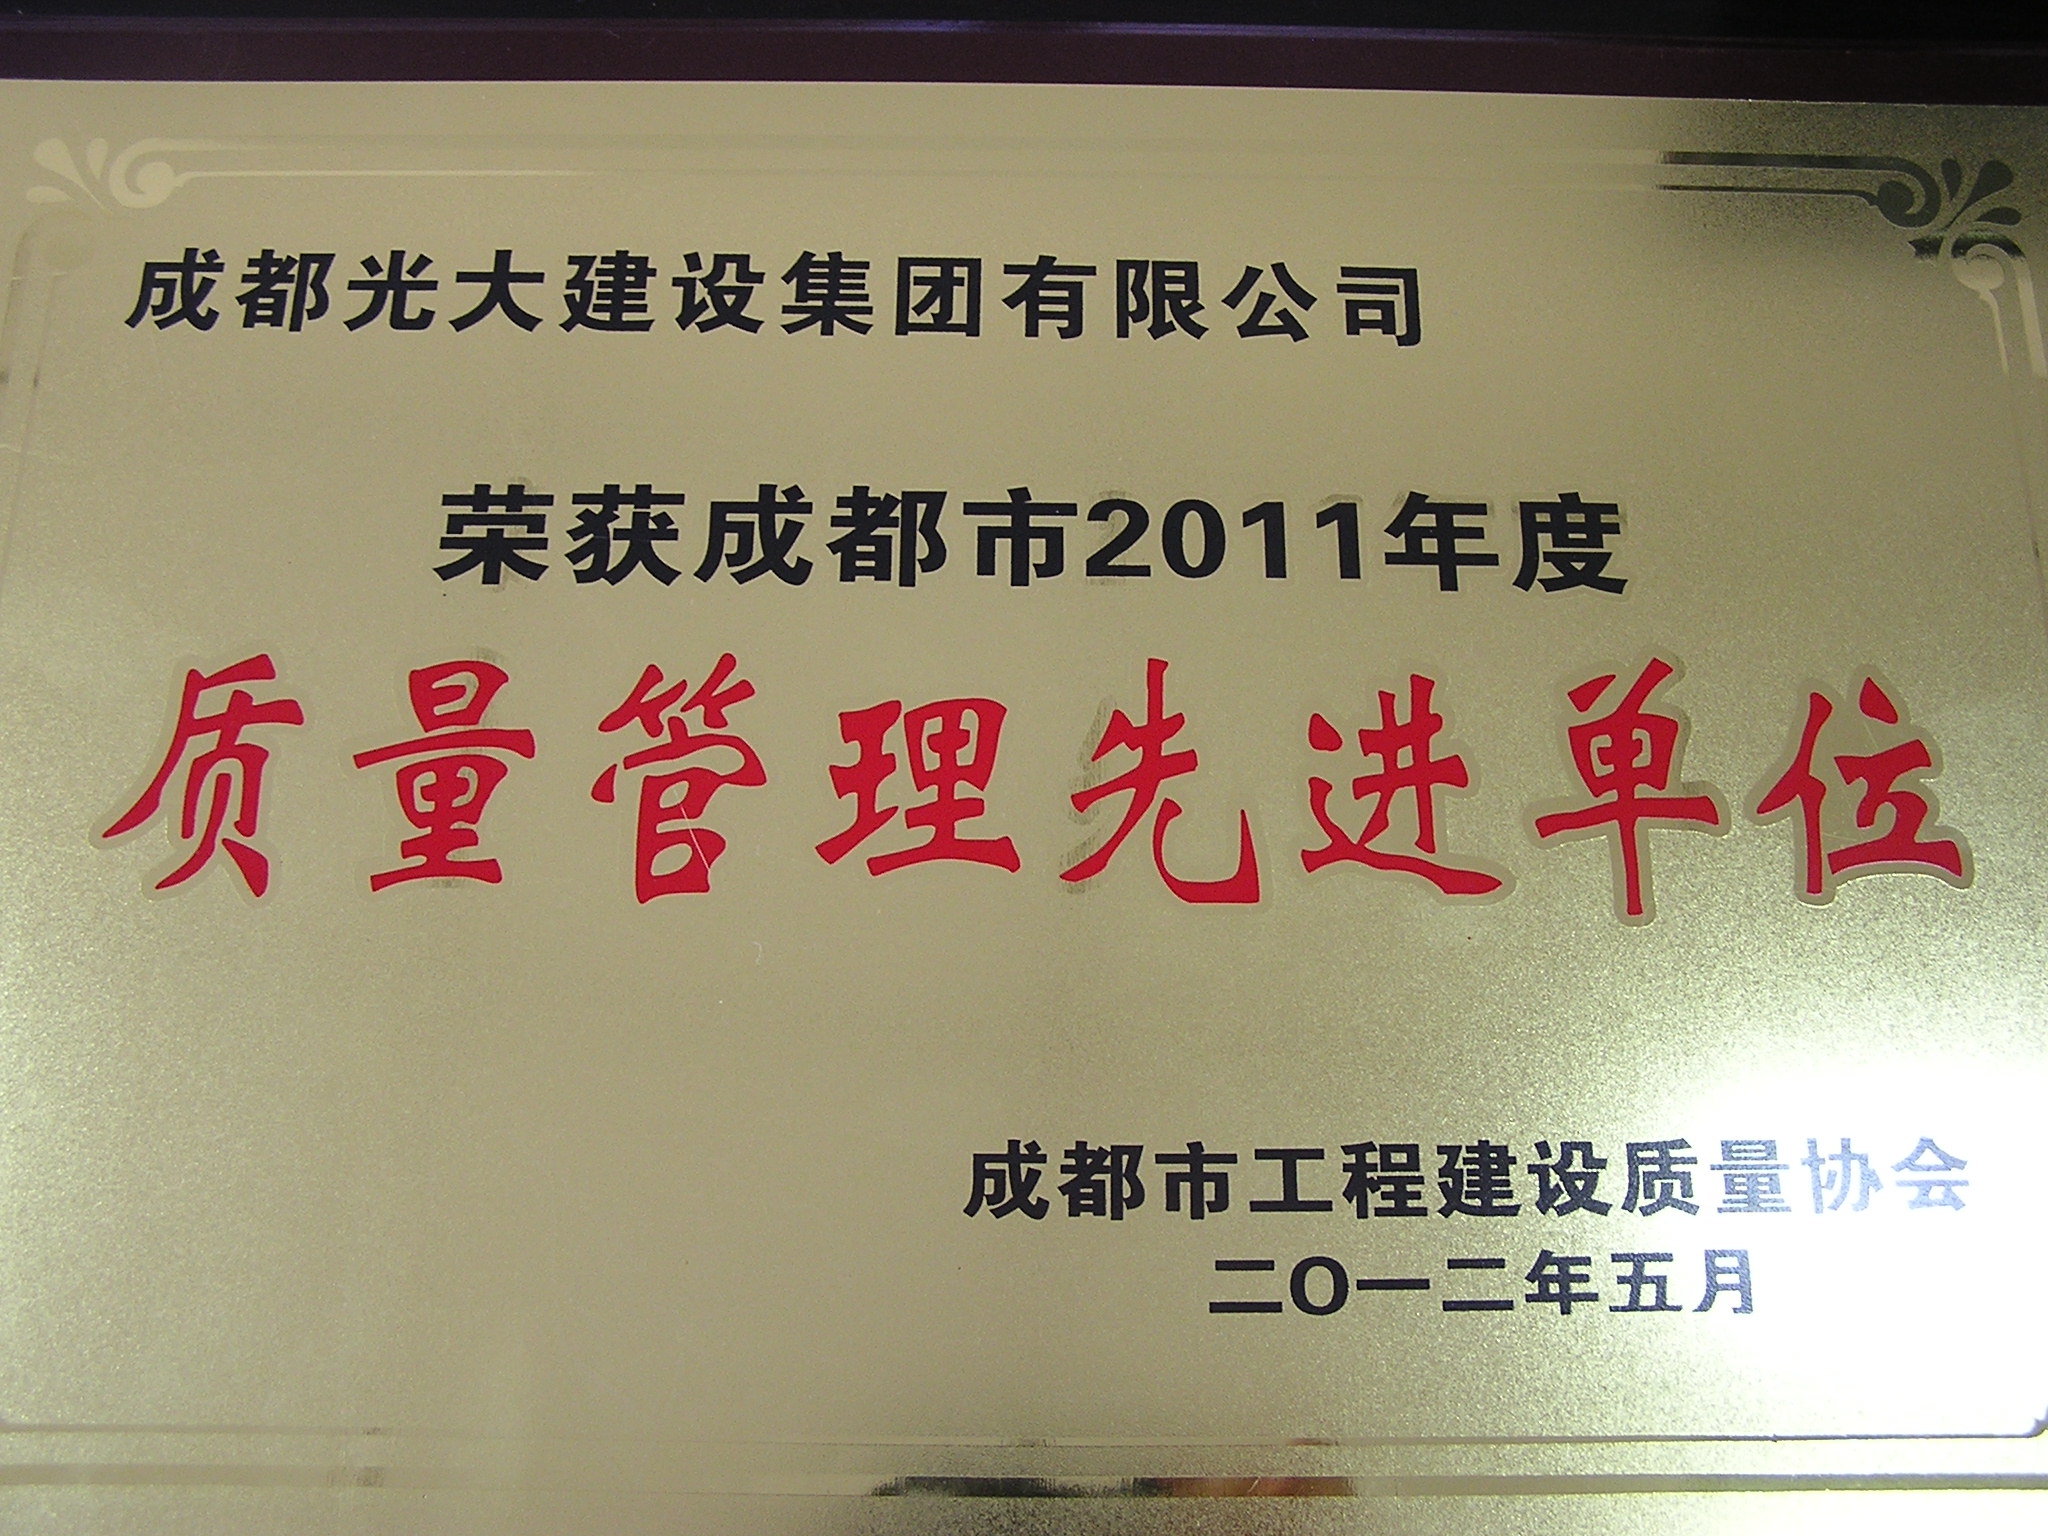 成都光大建设集团有限公司
荣获成都市2011年度
质量管理先进单位
成都市工程建设质量协会
二〇一二年五月